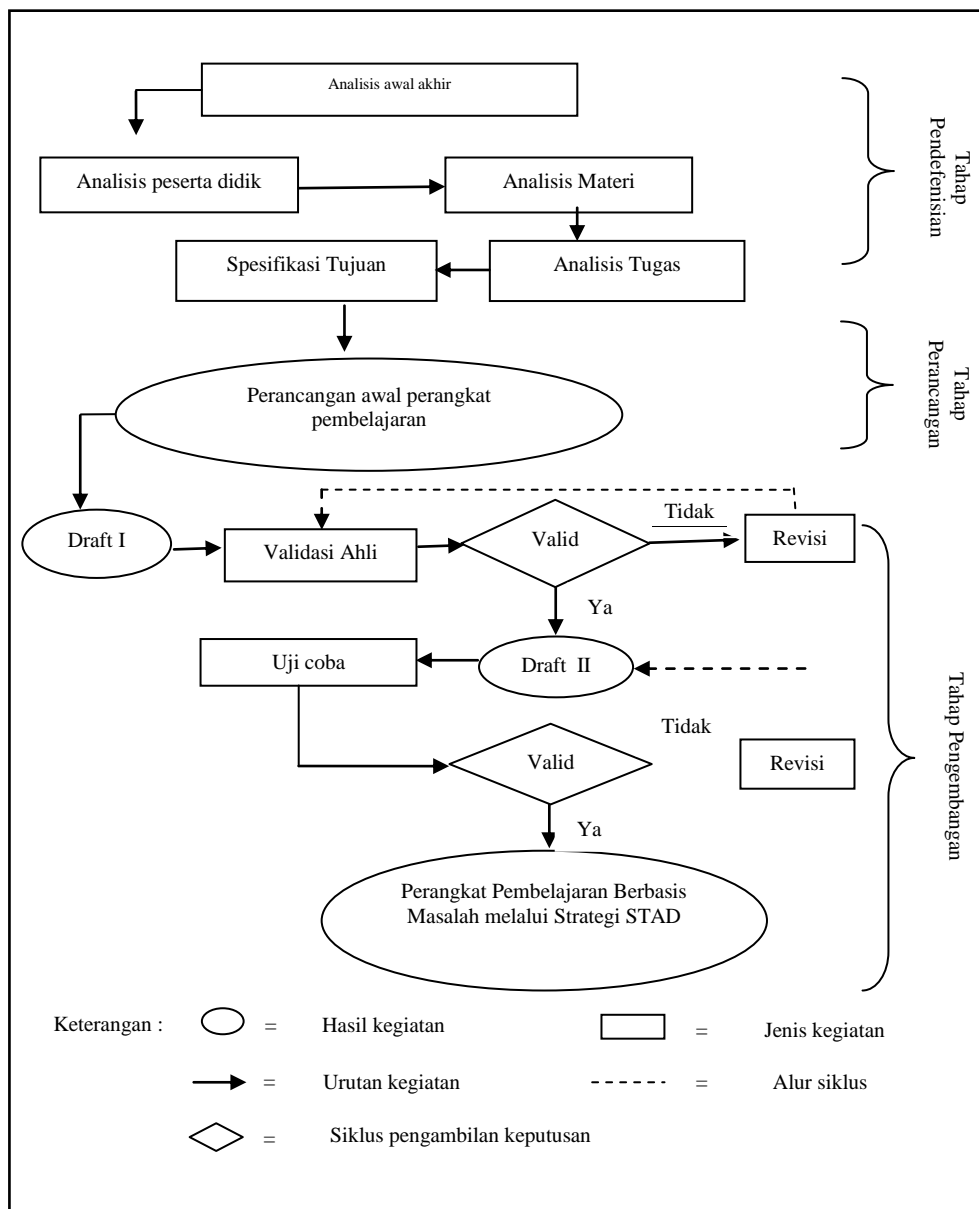 Analisis awal akhir
Analisis peserta didik
Analisis Materi
Spesifikasi Tujuan
Analisis Tugas
Tahap
Pendefenisian
Perancangan awal perangkat
pembelajaran
Tahap
Perancangan
Draft I
Validasi Ahli
Valid
Tidak
Revisi
Ya
Uji coba
Draft II
Valid
Tidak
Revisi
Ya
Tahap Pengembangan
Perangkat Pembelajaran Berbasis
Masalah melalui Strategi STAD
Keterangan :
= Hasil kegiatan
= Jenis kegiatan
= Urutan kegiatan
= Alur siklus
= Siklus pengambilan keputusan